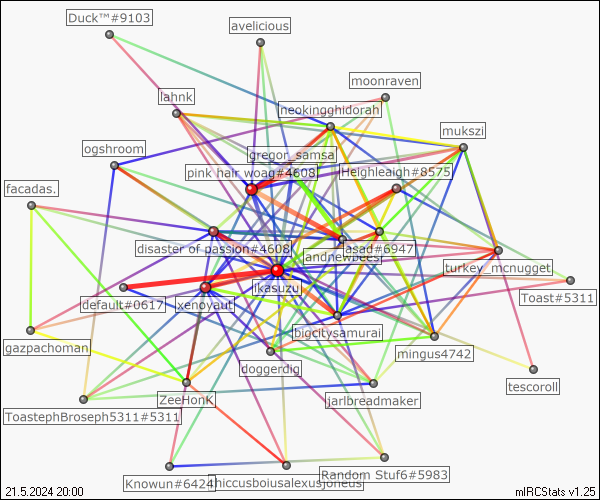 Duck™#9103
avelicious
moonraven
lahnk
neokingghidorah
mukszi
ogshroom
gregor_samsa
pink hair woag#4608
Heighleaigh#8575
facadas.
disaster of passion#4608
asad#6947
andnewbees
turkey_mcnugget
ikasuzu
default#0617
xenoyaut
Toast#5311
bigcitysamurai
gazpachoman
mingus4742
doggerdig
tescoroll
ZeeHonK
jarlbreadmaker
ToastephBroseph5311#5311
Random Stuf6#5983
Knowun#6424
thiccusboiusalexusjoneus
21.5.2024 20:00
mIRCStats v1.25